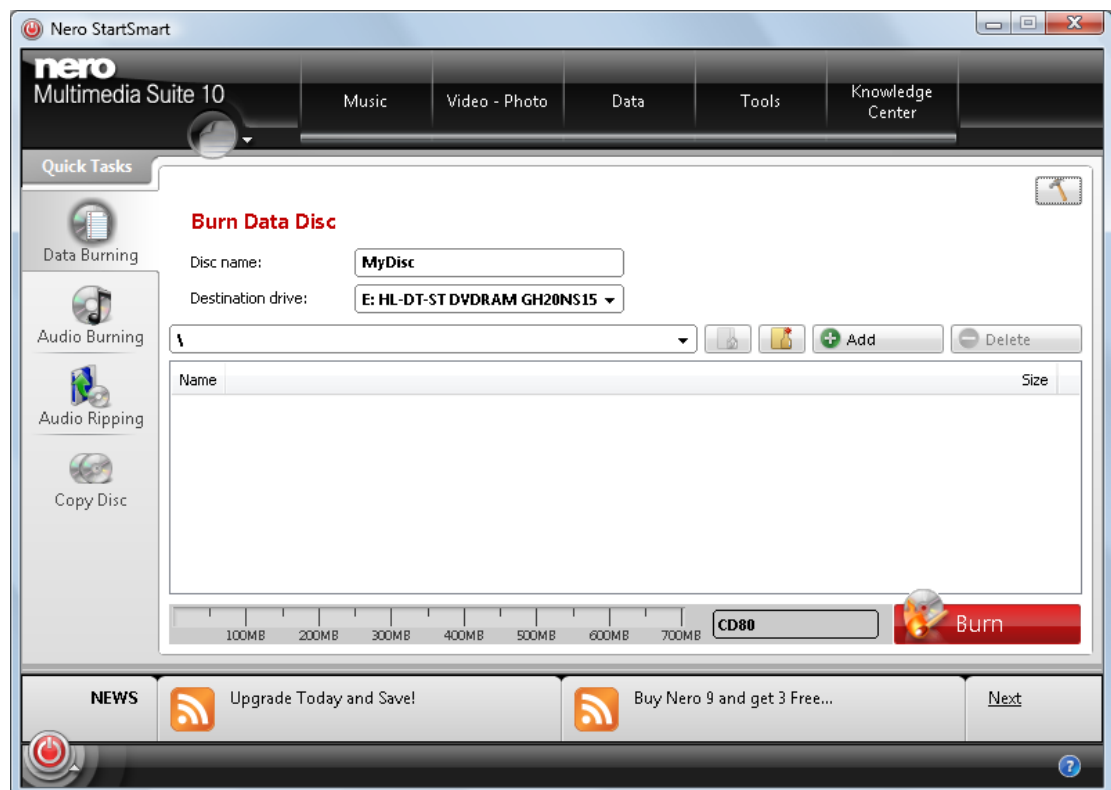 Nero StartSmart
X
nero
Multimedia Suite 10
Music
Video - Photo
Data
Tools
Knowledge
Center
Quick Tasks
Burn Data Disc
Data Burning
Disc name:
MyDisc
Destination drive:
E: HL-DT-ST DVDRAM GH20NS15
Audio Burning
\
Add
Delete
Name
Size
Audio Ripping
Copy Disc
100MB
200MB
300MB
400MB
500MB
600MB
700MB
CD80
Burn
NEWS
Upgrade Today and Save!
Buy Nero 9 and get 3 Free...
Next
?